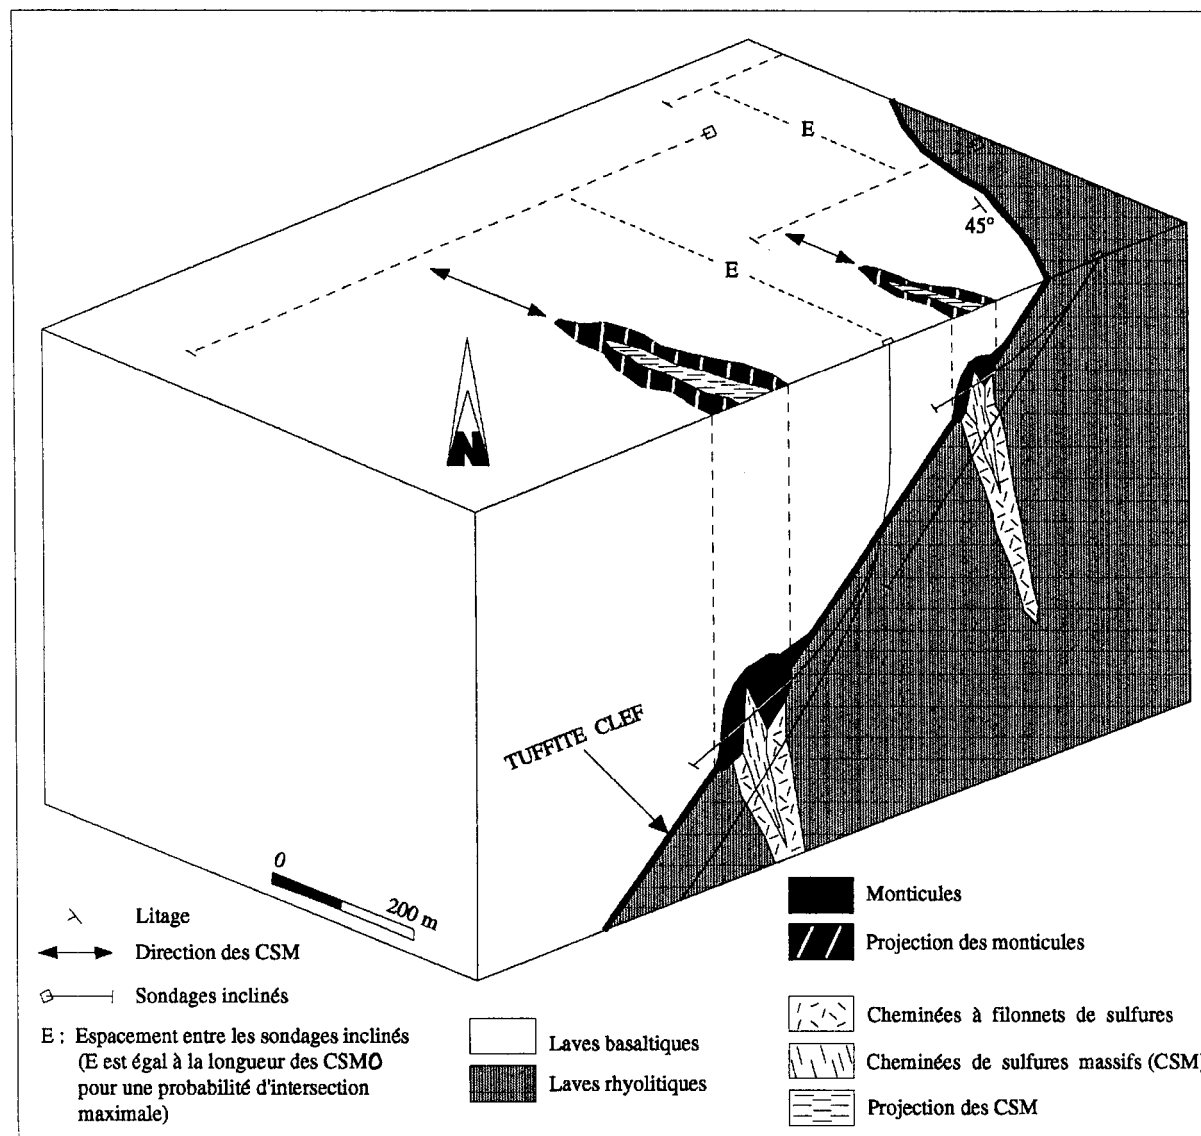 E
45°
E
N
TUFFITE CLEF
0
200 m
Litage
Direction des CSM
Sondages inclinés
E : Espacement entre les sondages inclinés
(E est égal à la longueur des CSMO
pour une probabilité d'intersection
maximale)
Laves basaltiques
Laves rhyolitiques
Monticules
Projection des monticules
Cheminées à filonnets de sulfures
Cheminées de sulfures massifs (CSM)
Projection des CSM